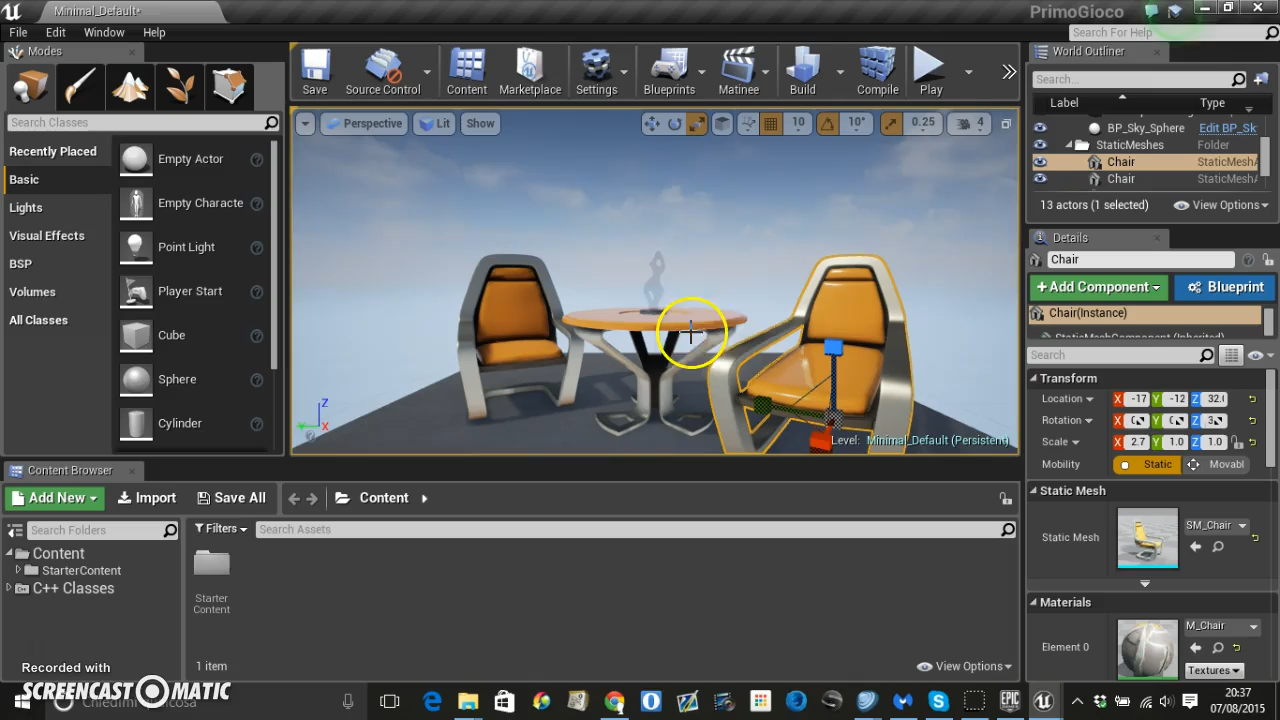 Minimal_Default*
PrimoGioco
File Edit Window Help
Search For Help
Modes
Search Classes
Recently Placed
Basic
Lights
Visual Effects
BSP
Volumes
All Classes
Empty Actor
Empty Characte
Point Light
Player Start
Cube
Sphere
Cylinder
Save
Source Control
Content
Marketplace
Settings
Blueprints
Matinee
Build
Compile
Play
Perspective
Lit
Show
10
10°
0.25
4
Z
Y
X
Level: Minimal_Default (Persistent)
World Outliner
Search...
Label Type
BP_Sky_Sphere Edit BP_Sk
StaticMeshes Folder
Chair StaticMeshA
Chair StaticMeshA
13 actors (1 selected) View Options
Details
Chair
+Add Component Blueprint
Chair(Instance)
StaticMeshComponent (Inherited)
Search
Transform
Location X -17 Y -12 Z 32.
Rotation X Y Z 3
Scale X 2.7 Y 1.0 Z 1.0
Mobility Static Movabl
Static Mesh
Static Mesh SM_Chair
Materials
Element 0 M_Chair
Textures
Content Browser
Add New Import Save All Content
Search Folders
Content
StarterContent
C++ Classes
Filters Search Assets
Starter
Content
1 item View Options
Recorded with
SCREENCAST MATIC
20:37
07/08/2015